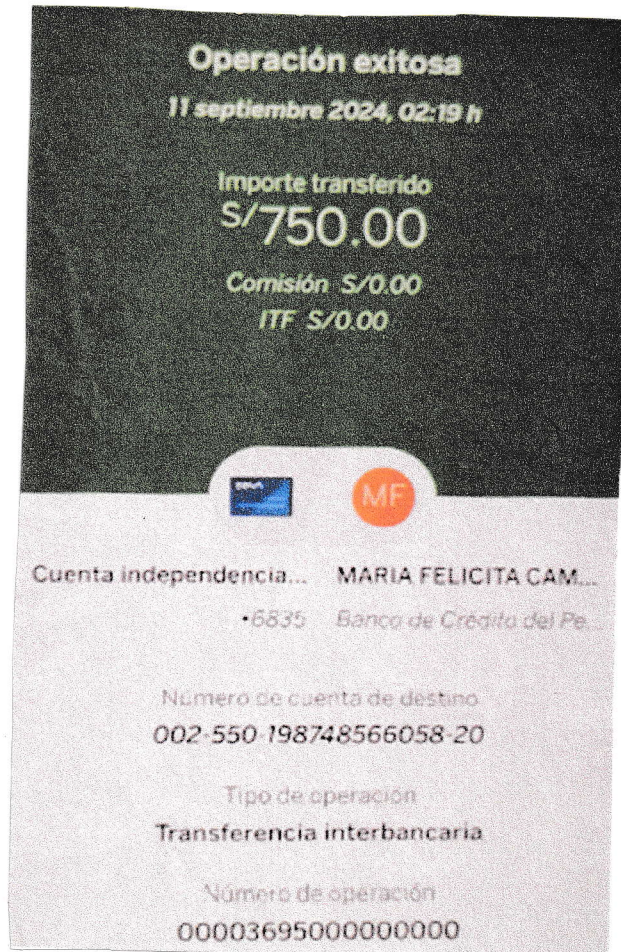 Operación exitosa
11 septiembre 2024, 02:19 h
Importe transferido
S/750.00
Comisión S/0.00
ITF S/0.00
BBVA
MF
Cuenta independencia... MARIA FELICITA CAM...
•6835 Banco de Crédito del Pe...
Número de cuenta de destino
002-550-198748566058-20
Tipo de operación
Transferencia interbancaria
Número de operación
00003695000000000